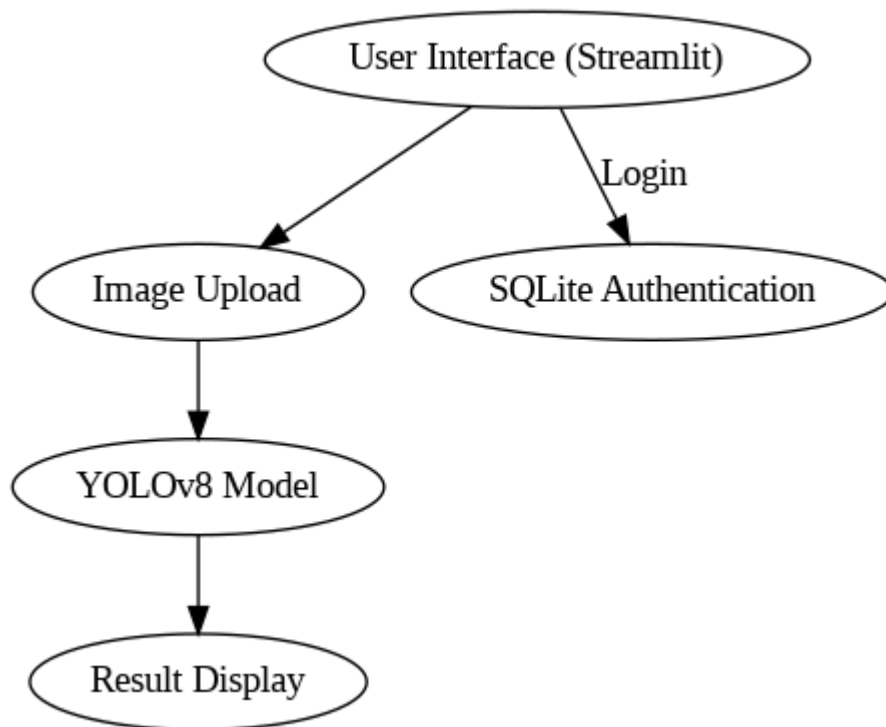 User Interface (Streamlit)
Login
Image Upload
SQLite Authentication
YOLOv8 Model
Result Display